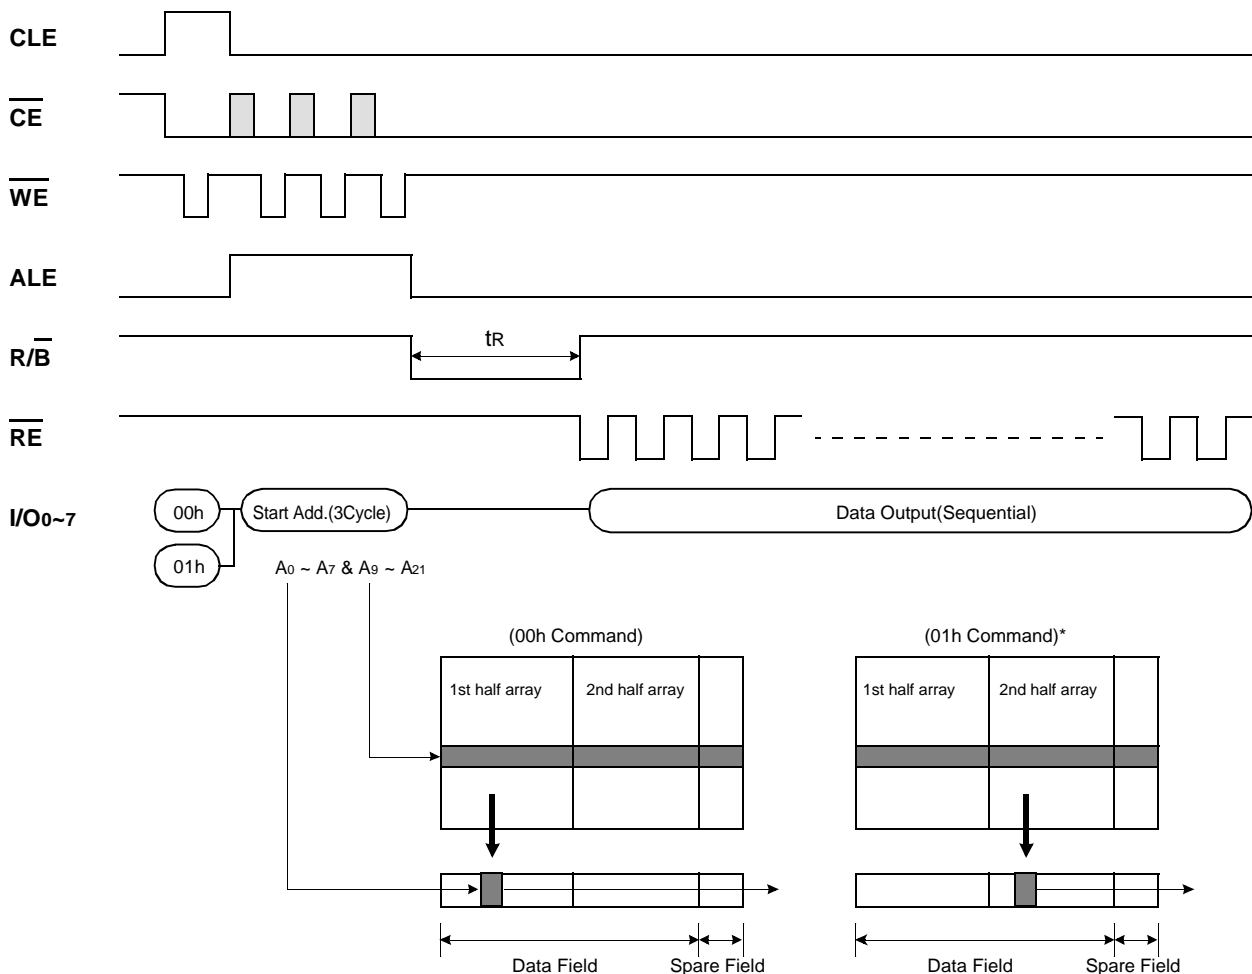 CLE
CE
WE
ALE
R/B
tR
RE
I/O0~7
00h
Start Add.(3Cycle)
Data Output(Sequential)
01h
A0 ~ A7 & A9 ~ A21
(00h Command)
(01h Command)*
1st half array
2nd half array
1st half array
2nd half array
Data Field
Spare Field
Data Field
Spare Field